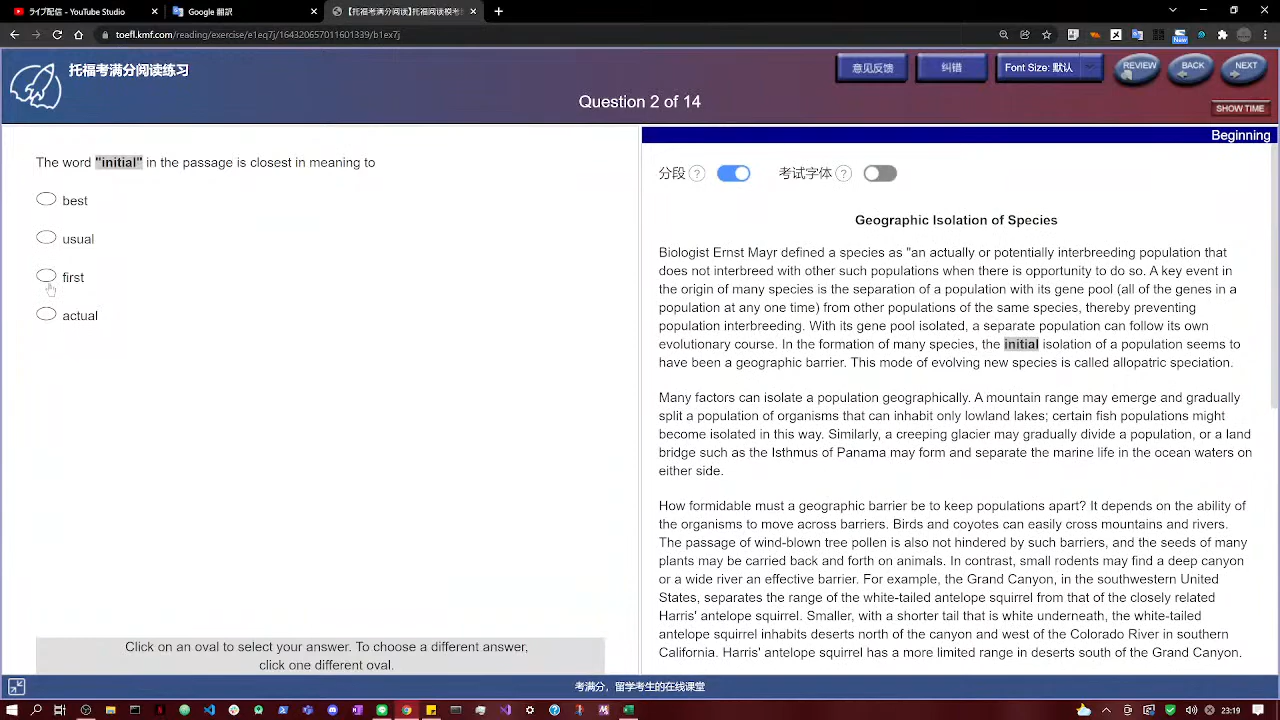 ライブ配信 - YouTube Studio
Google 翻訳
【托福考满分阅读】托福阅读模考
toefl.kmf.com/reading/exercise/e1eq7j/164320657011601339/b1ex7j
托福考满分阅读练习
意见反馈
纠错
Font Size: 默认
REVIEW
BACK
NEXT
Question 2 of 14
SHOW TIME
Beginning
The word "initial" in the passage is closest in meaning to
best
usual
first
actual
Click on an oval to select your answer. To choose a different answer,
click one different oval.
分段 ?
考试字体 ?
Geographic Isolation of Species
Biologist Ernst Mayr defined a species as "an actually or potentially interbreeding population that
does not interbreed with other such populations when there is opportunity to do so. A key event in
the origin of many species is the separation of a population with its gene pool (all of the genes in a
population at any one time) from other populations of the same species, thereby preventing
population interbreeding. With its gene pool isolated, a separate population can follow its own
evolutionary course. In the formation of many species, the initial isolation of a population seems to
have been a geographic barrier. This mode of evolving new species is called allopatric speciation.
Many factors can isolate a population geographically. A mountain range may emerge and gradually
split a population of organisms that can inhabit only lowland lakes; certain fish populations might
become isolated in this way. Similarly, a creeping glacier may gradually divide a population, or a land
bridge such as the Isthmus of Panama may form and separate the marine life in the ocean waters on
either side.
How formidable must a geographic barrier be to keep populations apart? It depends on the ability of
the organisms to move across barriers. Birds and coyotes can easily cross mountains and rivers.
The passage of wind-blown tree pollen is also not hindered by such barriers, and the seeds of many
plants may be carried back and forth on animals. In contrast, small rodents may find a deep canyon
or a wide river an effective barrier. For example, the Grand Canyon, in the southwestern United
States, separates the range of the white-tailed antelope squirrel from that of the closely related
Harris' antelope squirrel. Smaller, with a shorter tail that is white underneath, the white-tailed
antelope squirrel inhabits deserts north of the canyon and west of the Colorado River in southern
California. Harris' antelope squirrel has a more limited range in deserts south of the Grand Canyon.
考满分，留学考生的在线课堂
23:19